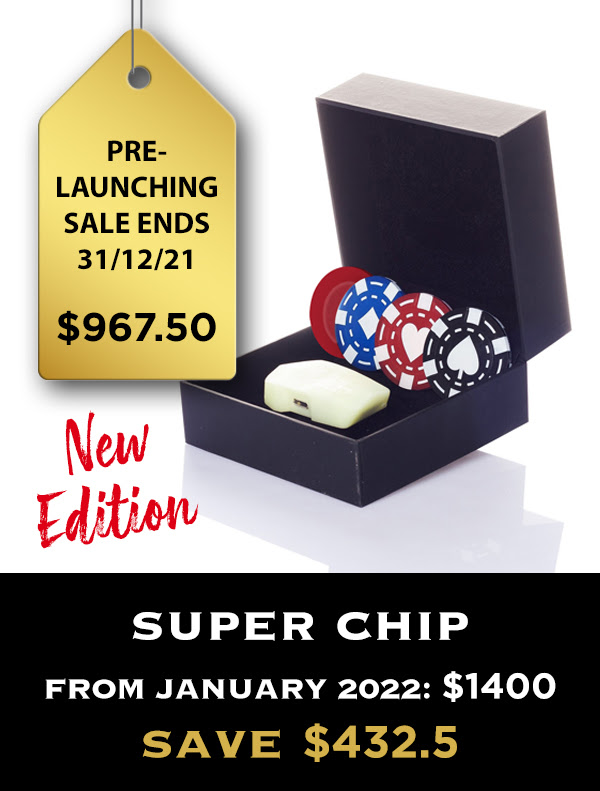 PRE-
LAUNCHING
SALE ENDS
31/12/21
$967.50
New
Edition
SUPER CHIP
FROM JANUARY 2022: $1400
SAVE $432.5